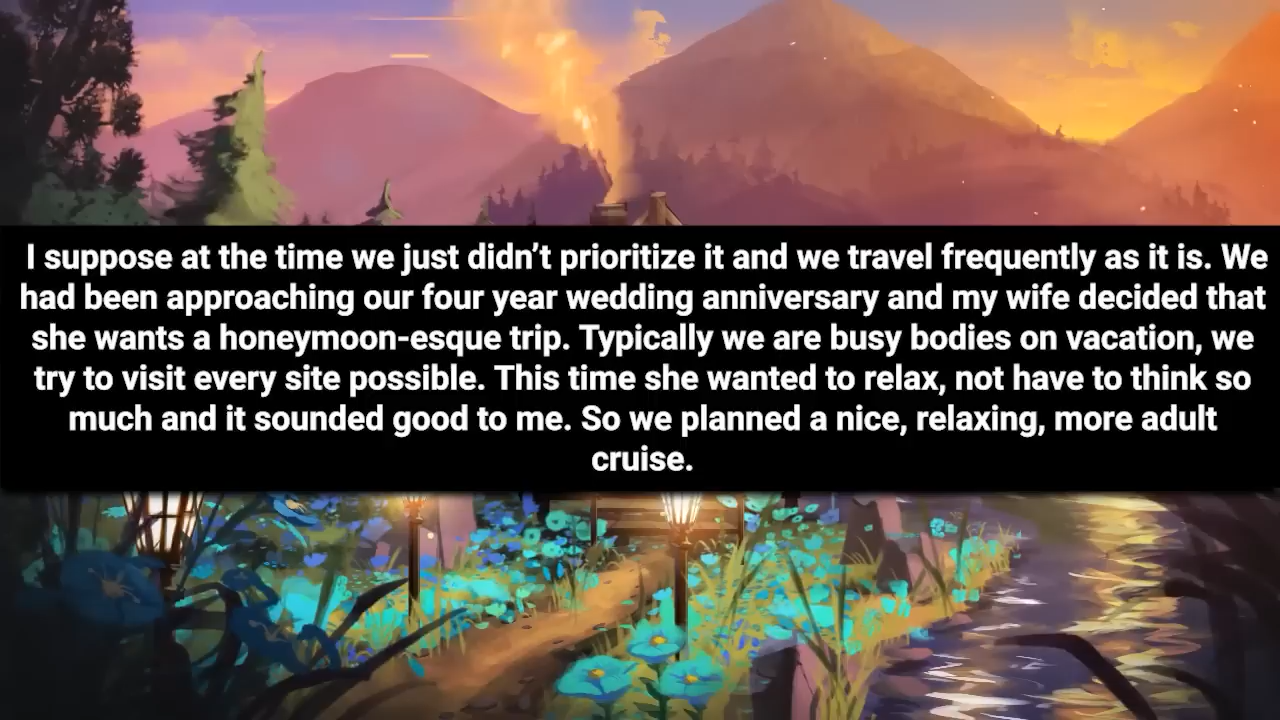 I suppose at the time we just didn’t prioritize it and we travel frequently as it is. We
had been approaching our four year wedding anniversary and my wife decided that
she wants a honeymoon-esque trip. Typically we are busy bodies on vacation, we
try to visit every site possible. This time she wanted to relax, not have to think so
much and it sounded good to me. So we planned a nice, relaxing, more adult
cruise.